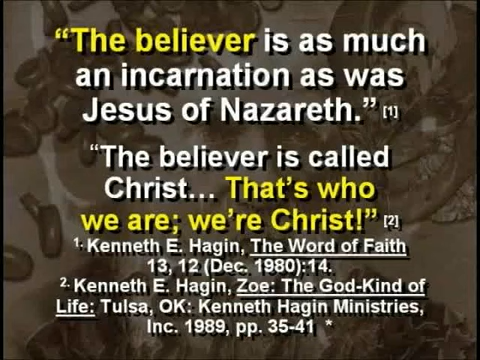 “The believer is as much
an incarnation as was
Jesus of Nazareth.” [1]
“The believer is called
Christ… That’s who
we are; we’re Christ!” [2]
1. Kenneth E. Hagin, The Word of Faith
13, 12 (Dec. 1980):14.
2. Kenneth E. Hagin, Zoe: The God-Kind of
Life: Tulsa, OK: Kenneth Hagin Ministries,
Inc. 1989, pp. 35-41 *